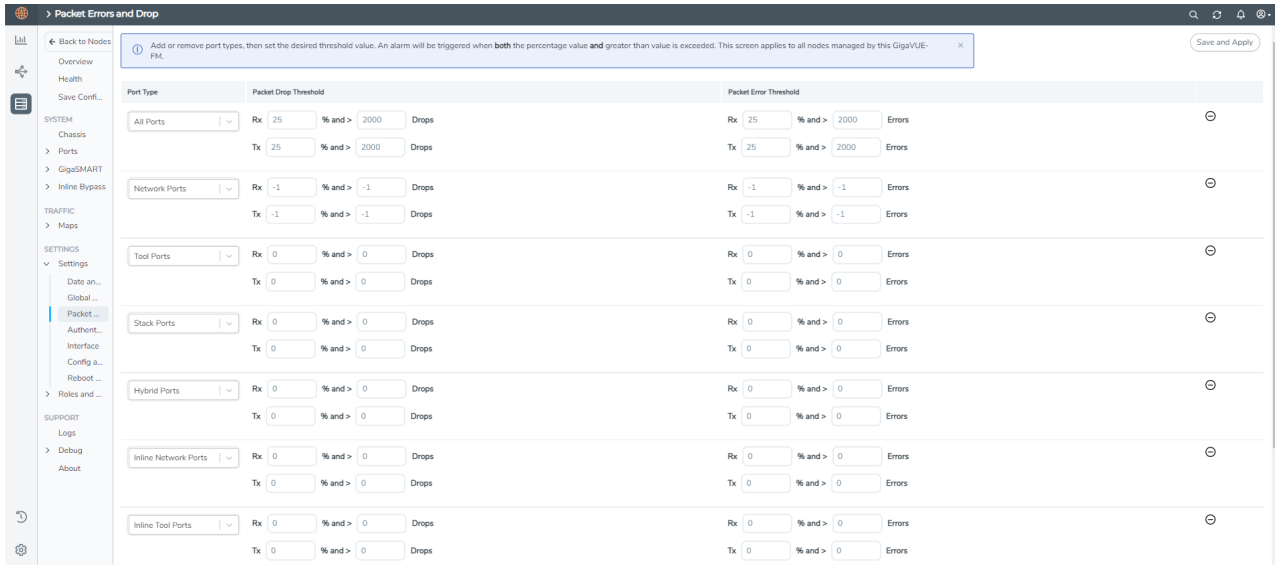 > Packet Errors and Drop
← Back to Nodes
Overview
Health
Save Confi...
SYSTEM
Chassis
> Ports
> GigaSMART
> Inline Bypass
TRAFFIC
> Maps
SETTINGS
Settings
Date an...
Global ...
Packet ...
Authent...
Interface
Config a...
Reboot ...
> Roles and ...
SUPPORT
Logs
> Debug
About
Add or remove port types, then set the desired threshold value. An alarm will be triggered when both the percentage value and greater than value is exceeded. This screen applies to all nodes managed by this GigaVUE-
FM.
Save and Apply
Port Type Packet Drop Threshold Packet Error Threshold
All Ports Rx 25 % and > 2000 Drops Rx 25 % and > 2000 Errors
Tx 25 % and > 2000 Drops Tx 25 % and > 2000 Errors
Network Ports Rx -1 % and > -1 Drops Rx -1 % and > -1 Errors
Tx -1 % and > -1 Drops Tx -1 % and > -1 Errors
Tool Ports Rx 0 % and > 0 Drops Rx 0 % and > 0 Errors
Tx 0 % and > 0 Drops Tx 0 % and > 0 Errors
Stack Ports Rx 0 % and > 0 Drops Rx 0 % and > 0 Errors
Tx 0 % and > 0 Drops Tx 0 % and > 0 Errors
Hybrid Ports Rx 0 % and > 0 Drops Rx 0 % and > 0 Errors
Tx 0 % and > 0 Drops Tx 0 % and > 0 Errors
Inline Network Ports Rx 0 % and > 0 Drops Rx 0 % and > 0 Errors
Tx 0 % and > 0 Drops Tx 0 % and > 0 Errors
Inline Tool Ports Rx 0 % and > 0 Drops Rx 0 % and > 0 Errors
Tx 0 % and > 0 Drops Tx 0 % and > 0 Errors